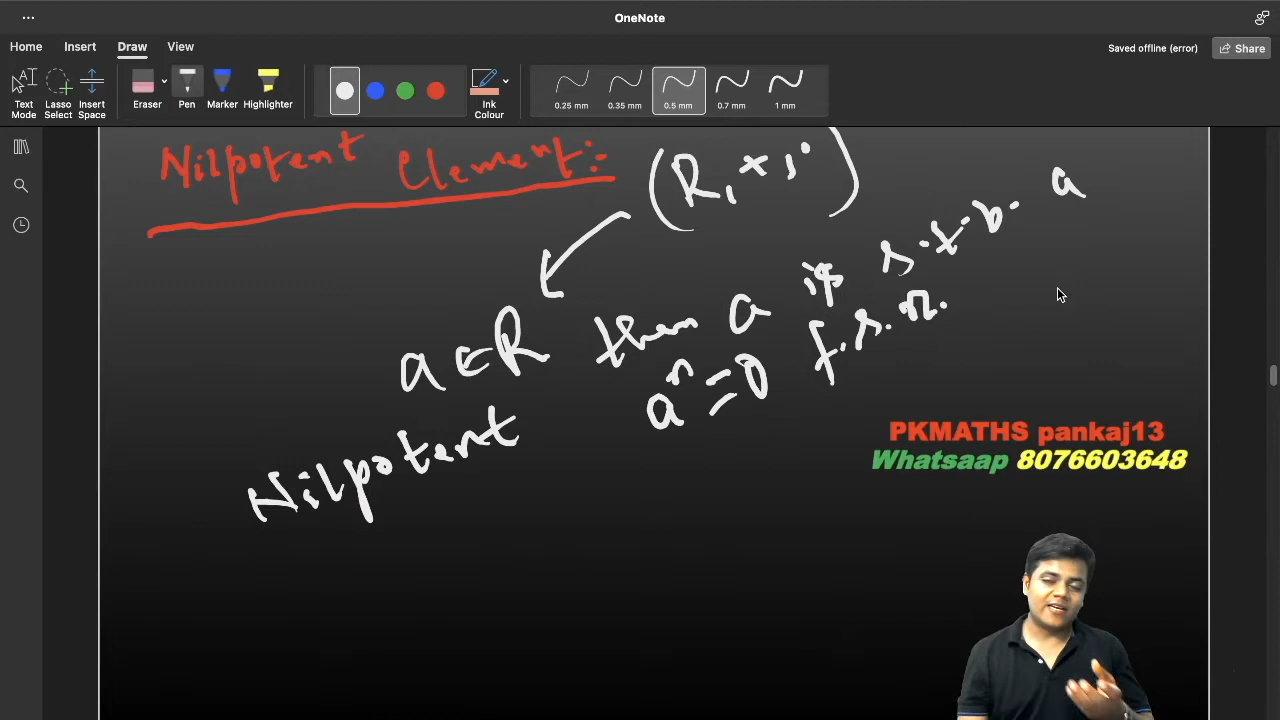 OneNote
Home Insert Draw View
Saved offline (error)
Share
Text Mode
Lasso Select
Insert Space
Eraser
Pen
Marker
Highlighter
Ink Colour
0.25 mm
0.35 mm
0.5 mm
0.7 mm
1 mm
Nilpotent Element:-
(R, +, ·)
a ∈ R then a is s.t.b. a
Nilpotent aⁿ = 0 f.s.n.
PKMATHS pankaj13
Whatsaap 8076603648